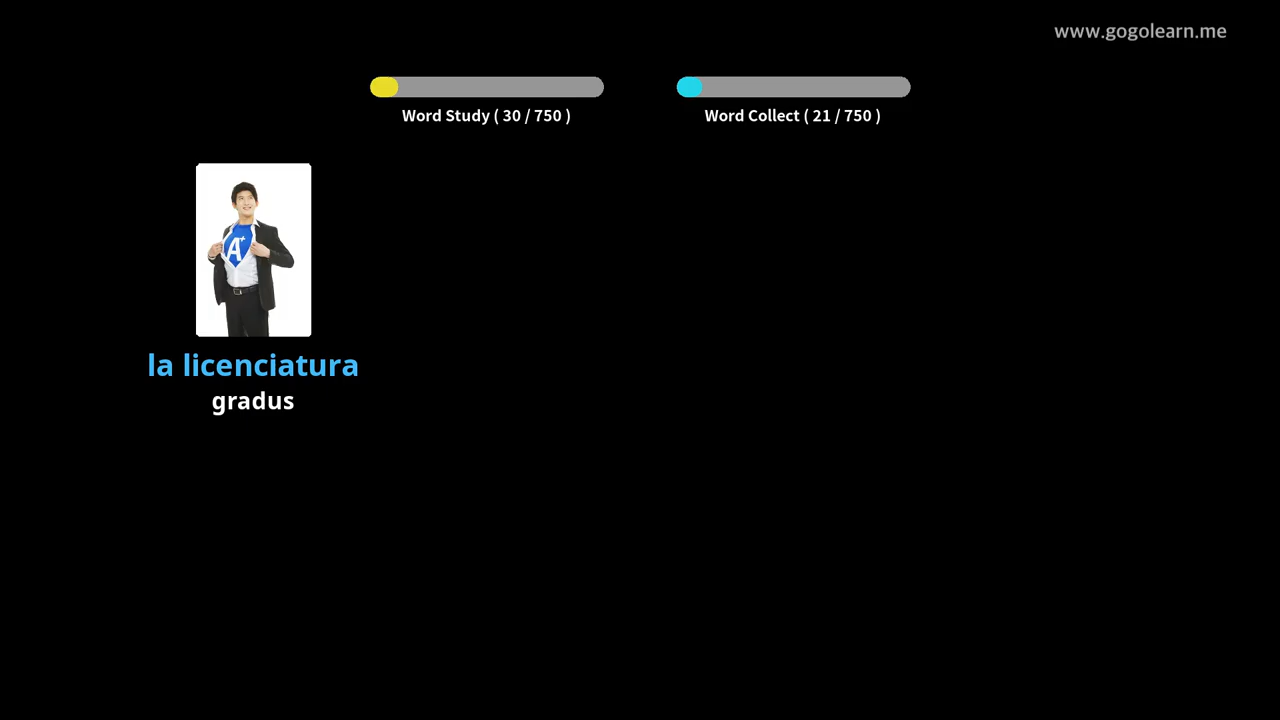 www.gogolearn.me
Word Study ( 30 / 750 )
Word Collect ( 21 / 750 )
A+
la licenciatura
gradus